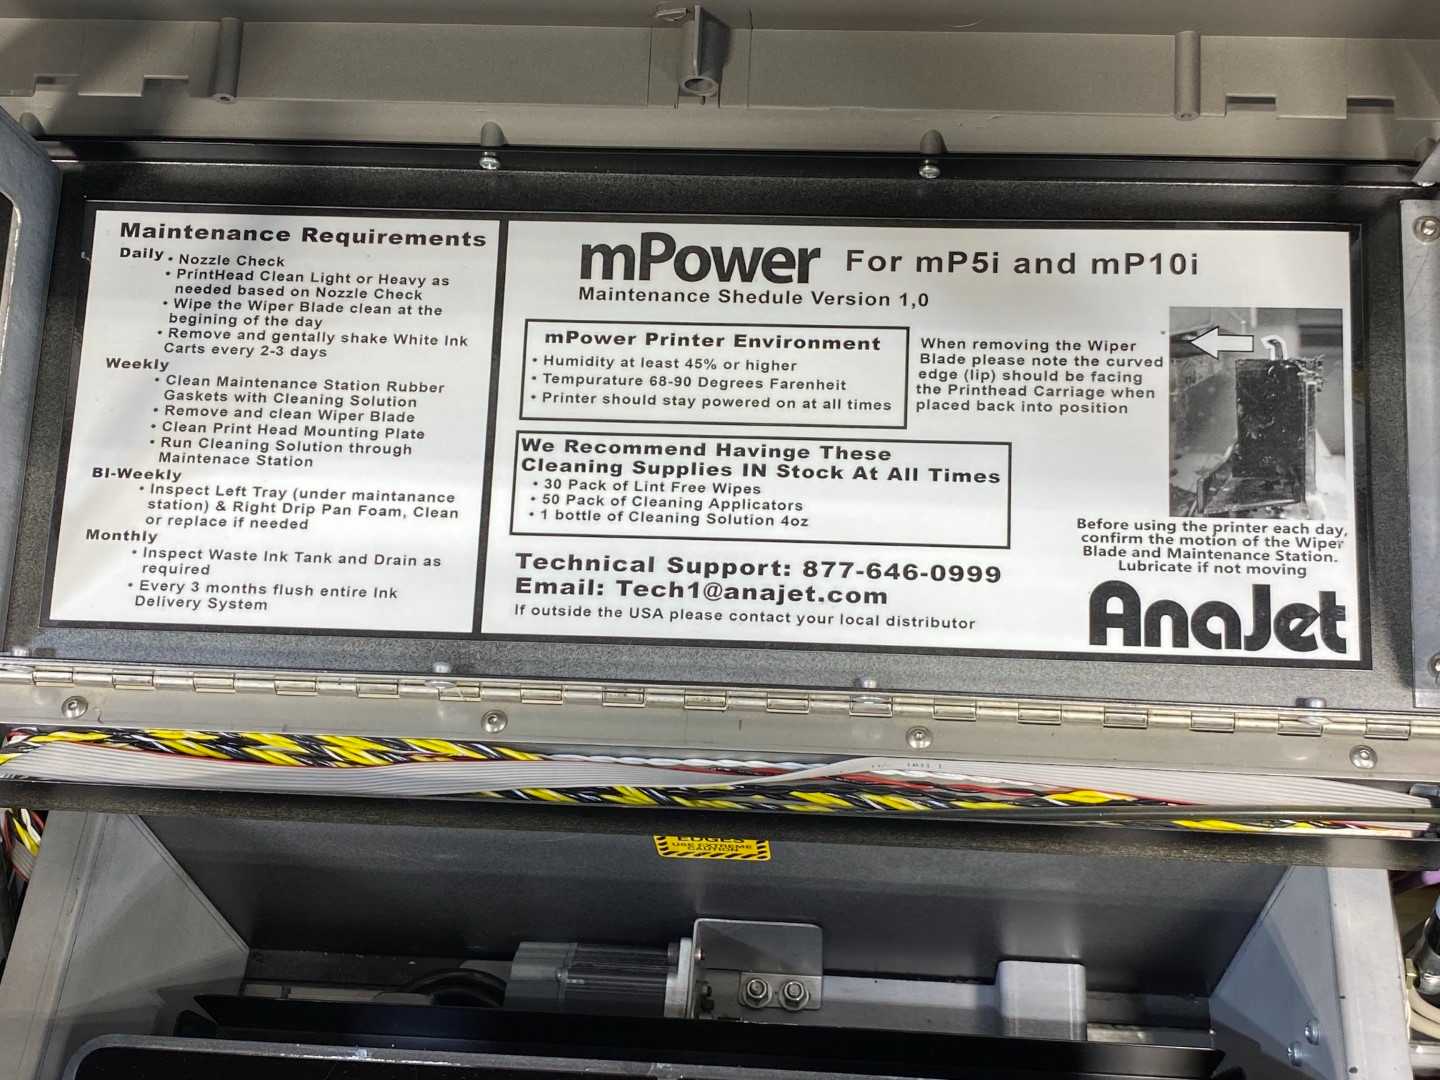 Maintenance Requirements
Daily
• Nozzle Check
• PrintHead Clean Light or Heavy as
needed based on Nozzle Check
• Wipe the Wiper Blade clean at the
begining of the day
• Remove and gentally shake White Ink
Carts every 2-3 days
Weekly
• Clean Maintenance Station Rubber
Gaskets with Cleaning Solution
• Remove and clean Wiper Blade
• Clean Print Head Mounting Plate
• Run Cleaning Solution through
Maintenace Station
BI-Weekly
• Inspect Left Tray (under maintanance
station) & Right Drip Pan Foam, Clean
or replace if needed
Monthly
• Inspect Waste Ink Tank and Drain as
required
• Every 3 months flush entire Ink
Delivery System
mPower For mP5i and mP10i
Maintenance Shedule Version 1,0
mPower Printer Environment
• Humidity at least 45% or higher
• Tempurature 68-90 Degrees Farenheit
• Printer should stay powered on at all times
When removing the Wiper
Blade please note the curved
edge (lip) should be facing
the Printhead Carriage when
placed back into position
We Recommend Havinge These
Cleaning Supplies IN Stock At All Times
• 30 Pack of Lint Free Wipes
• 50 Pack of Cleaning Applicators
• 1 bottle of Cleaning Solution 4oz
Before using the printer each day,
confirm the motion of the Wiper
Blade and Maintenance Station.
Lubricate if not moving
Technical Support: 877-646-0999
Email: Tech1@anajet.com
If outside the USA please contact your local distributor
AnaJet
EDGES
USE EXTREME
CAUTION